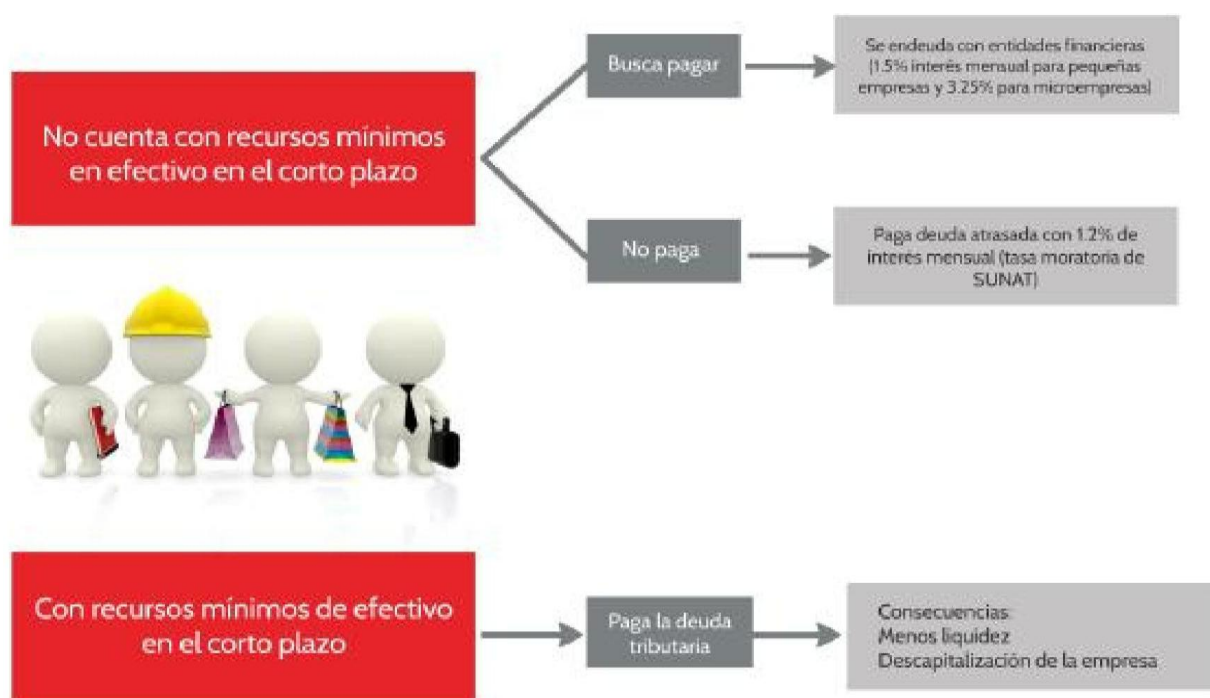 No cuenta con recursos mínimos
en efectivo en el corto plazo
Busca pagar
Se endeuda con entidades financieras
(1.5% interés mensual para pequeñas
empresas y 3.25% para microempresas)
No paga
Paga deuda atrasada con 1.2% de
interés mensual (tasa moratoria de
SUNAT)
Con recursos mínimos de efectivo
en el corto plazo
Paga la deuda
tributaria
Consecuencias:
Menos liquidez
Descapitalización de la empresa